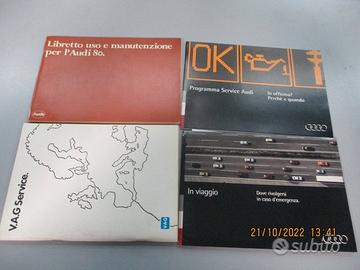 Libretto uso e manutenzione
per l'Audi 80.
Audi
OK
Programma Service Audi
In officina?
Perché e quando
V.A.G Service.
V.A.G
In viaggio
Dove rivolgersi
in caso d'emergenza.
21/10/2022 13:41
subito